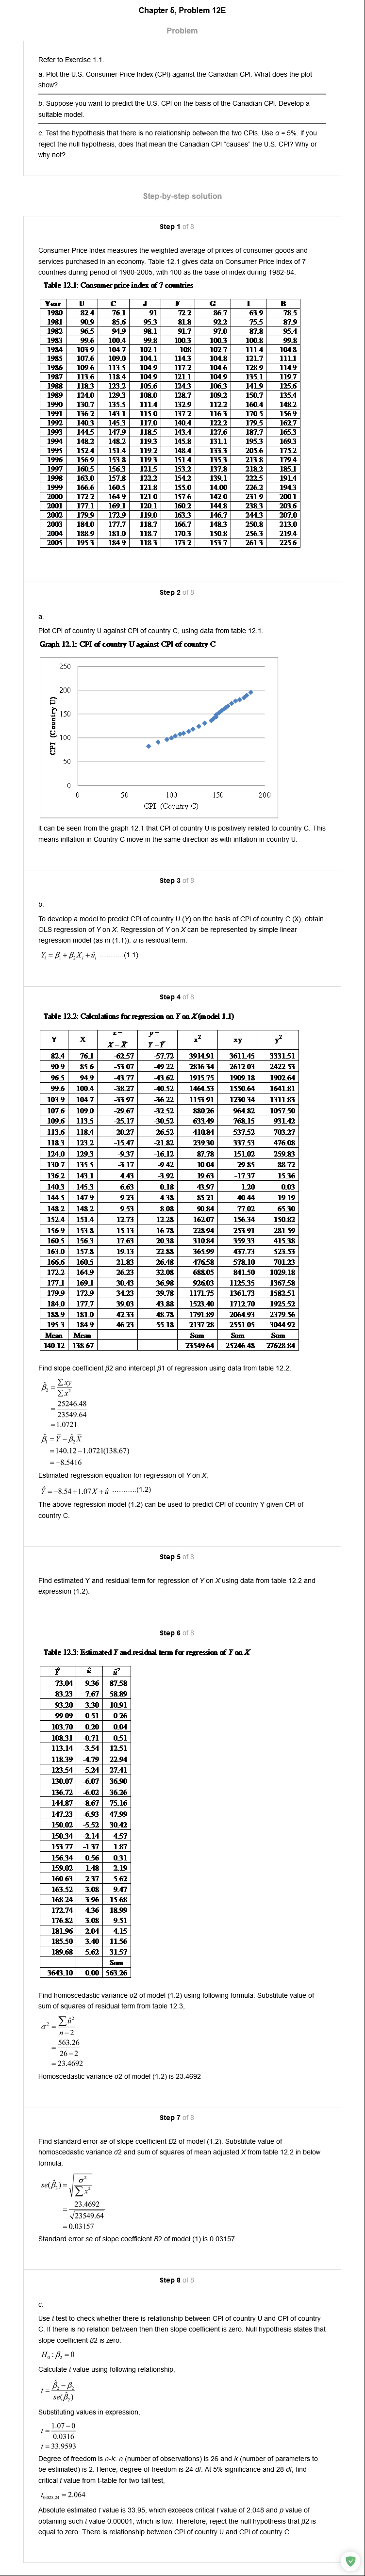 Chapter 5, Problem 12E
Problem
Refer to Exercise 1.1.
a. Plot the U.S. Consumer Price Index (CPI) against the Canadian CPI. What does the plot
show?
b. Suppose you want to predict the U.S. CPI on the basis of the Canadian CPI. Develop a
suitable model.
c. Test the hypothesis that there is no relationship between the two CPIs. Use α = 5%. If you
reject the null hypothesis, does that mean the Canadian CPI “causes” the U.S. CPI? Why or
why not?
Step-by-step solution
Step 1 of 8
Consumer Price Index measures the weighted average of prices of consumer goods and
services purchased in an economy. Table 12.1 gives data on Consumer Price index of 7
countries during period of 1980-2005, with 100 as the base of index during 1982-84.
Table 12.1: Consumer price index of 7 countries
Year U C J F G I B
1980 82.4 76.1 91 72.2 86.7 63.9 78.5
1981 90.9 85.6 95.3 81.8 92.2 75.5 87.9
1982 96.5 94.9 98.1 91.7 97.0 87.8 95.4
1983 99.6 100.4 99.8 100.3 100.3 100.8 99.8
1984 103.9 104.7 102.1 108 102.7 111.4 104.8
1985 107.6 109.0 104.1 114.3 104.8 121.7 111.1
1986 109.6 113.5 104.9 117.2 104.6 128.9 114.9
1987 113.6 118.4 104.9 121.1 104.9 135.1 119.7
1988 118.3 123.2 105.6 124.3 106.3 141.9 125.6
1989 124.0 129.3 108.0 128.7 109.2 150.7 135.4
1990 130.7 135.5 111.4 132.9 112.2 160.4 148.2
1991 136.2 143.1 115.0 137.2 116.3 170.5 156.9
1992 140.3 145.3 117.0 140.4 122.2 179.5 162.7
1993 144.5 147.9 118.5 143.4 127.6 187.7 165.3
1994 148.2 148.2 119.3 145.8 131.1 195.3 169.3
1995 152.4 151.4 119.2 148.4 133.3 205.6 175.2
1996 156.9 153.8 119.3 151.4 135.3 213.8 179.4
1997 160.5 156.3 121.5 153.2 137.8 218.2 185.1
1998 163.0 157.8 122.2 154.2 139.1 222.5 191.4
1999 166.6 160.5 121.8 155.0 14.00 226.2 194.3
2000 172.2 164.9 121.0 157.6 142.0 231.9 200.1
2001 177.1 169.1 120.1 160.2 144.8 238.3 203.6
2002 179.9 172.9 119.0 163.3 146.7 244.3 207.0
2003 184.0 177.7 118.7 166.7 148.3 250.8 213.0
2004 188.9 181.0 118.7 170.3 150.8 256.3 219.4
2005 195.3 184.9 118.3 173.2 153.7 261.3 225.6
Step 2 of 8
a.
Plot CPI of country U against CPI of country C, using data from table 12.1.
Graph 12.1: CPI of country U against CPI of country C
250
200
150
100
50
0
CPI (Country U)
0 50 100 150 200
CPI (Country C)
It can be seen from the graph 12.1 that CPI of country U is positively related to country C. This
means inflation in Country C move in the same direction as with inflation in country U.
Step 3 of 8
b.
To develop a model to predict CPI of country U (Y) on the basis of CPI of country C (X), obtain
OLS regression of Y on X. Regression of Y on X can be represented by simple linear
regression model (as in (1.1)). u is residual term.
Yᵢ = β₁ + β₂Xᵢ + ûᵢ ............(1.1)
Step 4 of 8
Table 12.2: Calculations for regression on Y on X (model 1.1)
Y X x = X − X̄ y = Y − Ȳ x² xy y²
82.4 76.1 -62.57 -57.72 3914.91 3611.45 3331.51
90.9 85.6 -53.07 -49.22 2816.34 2612.03 2422.53
96.5 94.9 -43.77 -43.62 1915.75 1909.18 1902.64
99.6 100.4 -38.27 -40.52 1464.53 1550.64 1641.81
103.9 104.7 -33.97 -36.22 1153.91 1230.34 1311.83
107.6 109.0 -29.67 -32.52 880.26 964.82 1057.50
109.6 113.5 -25.17 -30.52 633.49 768.15 931.42
113.6 118.4 -20.27 -26.52 410.84 537.52 703.27
118.3 123.2 -15.47 -21.82 239.30 337.53 476.08
124.0 129.3 -9.37 -16.12 87.78 151.02 259.83
130.7 135.5 -3.17 -9.42 10.04 29.85 88.72
136.2 143.1 4.43 -3.92 19.63 -17.37 15.36
140.3 145.3 6.63 0.18 43.97 1.20 0.03
144.5 147.9 9.23 4.38 85.21 40.44 19.19
148.2 148.2 9.53 8.08 90.84 77.02 65.30
152.4 151.4 12.73 12.28 162.07 156.34 150.82
156.9 153.8 15.13 16.78 228.94 253.91 281.59
160.5 156.3 17.63 20.38 310.84 359.33 415.38
163.0 157.8 19.13 22.88 365.99 437.73 523.53
166.6 160.5 21.83 26.48 476.58 578.10 701.23
172.2 164.9 26.23 32.08 688.05 841.50 1029.18
177.1 169.1 30.43 36.98 926.03 1125.35 1367.58
179.9 172.9 34.23 39.78 1171.75 1361.73 1582.51
184.0 177.7 39.03 43.88 1523.40 1712.70 1925.52
188.9 181.0 42.33 48.78 1791.89 2064.93 2379.56
195.3 184.9 46.23 55.18 2137.28 2551.05 3044.92
Mean Mean Sum Sum Sum
140.12 138.67 23549.64 25246.48 27628.84
Find slope coefficient β2 and intercept β1 of regression using data from table 12.2.
β̂₂ = ∑xy / ∑x²
= 25246.48 / 23549.64
= 1.0721
β̂₁ = Ȳ − β̂₂X̄
= 140.12 − 1.0721(138.67)
= −8.5416
Estimated regression equation for regression of Y on X,
Ŷ = −8.54 + 1.07X + û ............(1.2)
The above regression model (1.2) can be used to predict CPI of country Y given CPI of
country C.
Step 5 of 8
Find estimated Y and residual term for regression of Y on X using data from table 12.2 and
expression (1.2).
Step 6 of 8
Table 12.3: Estimated Y and residual term for regression of Y on X
Ŷ û û²
73.04 9.36 87.58
83.23 7.67 58.89
93.20 3.30 10.91
99.09 0.51 0.26
103.70 0.20 0.04
108.31 -0.71 0.51
113.14 -3.54 12.51
118.39 -4.79 22.94
123.54 -5.24 27.41
130.07 -6.07 36.90
136.72 -6.02 36.26
144.87 -8.67 75.16
147.23 -6.93 47.99
150.02 -5.52 30.42
150.34 -2.14 4.57
153.77 -1.37 1.87
156.34 0.56 0.31
159.02 1.48 2.19
160.63 2.37 5.62
163.52 3.08 9.47
168.24 3.96 15.68
172.74 4.36 18.99
176.82 3.08 9.51
181.96 2.04 4.15
185.50 3.40 11.56
189.68 5.62 31.57
Sum
3643.10 0.00 563.26
Find homoscedastic variance σ2 of model (1.2) using following formula. Substitute value of
sum of squares of residual term from table 12.3,
σ² = ∑û² / n − 2
= 563.26 / 26 − 2
= 23.4692
Homoscedastic variance σ2 of model (1.2) is 23.4692
Step 7 of 8
Find standard error se of slope coefficient B2 of model (1.2). Substitute value of
homoscedastic variance σ2 and sum of squares of mean adjusted X from table 12.2 in below
formula,
se(β̂₂) = √(σ² / ∑x²)
= 23.4692 / √23549.64
= 0.03157
Standard error se of slope coefficient B2 of model (1) is 0.03157
Step 8 of 8
c.
Use t test to check whether there is relationship between CPI of country U and CPI of country
C. If there is no relation between then then slope coefficient is zero. Null hypothesis states that
slope coefficient β2 is zero.
H₀ : β₂ = 0
Calculate t value using following relationship,
t = β̂₂ − β₂ / se(β̂₂)
Substituting values in expression,
t = 1.07 − 0 / 0.0316
t = 33.9593
Degree of freedom is n-k. n (number of observations) is 26 and k (number of parameters to
be estimated) is 2. Hence, degree of freedom is 24 df. At 5% significance and 28 df, find
critical t value from t-table for two tail test,
t₀.₀₂₅,₂₄ = 2.064
Absolute estimated t value is 33.95, which exceeds critical t value of 2.048 and p value of
obtaining such t value 0.00001, which is low. Therefore, reject the null hypothesis that β2 is
equal to zero. There is relationship between CPI of country U and CPI of country C.